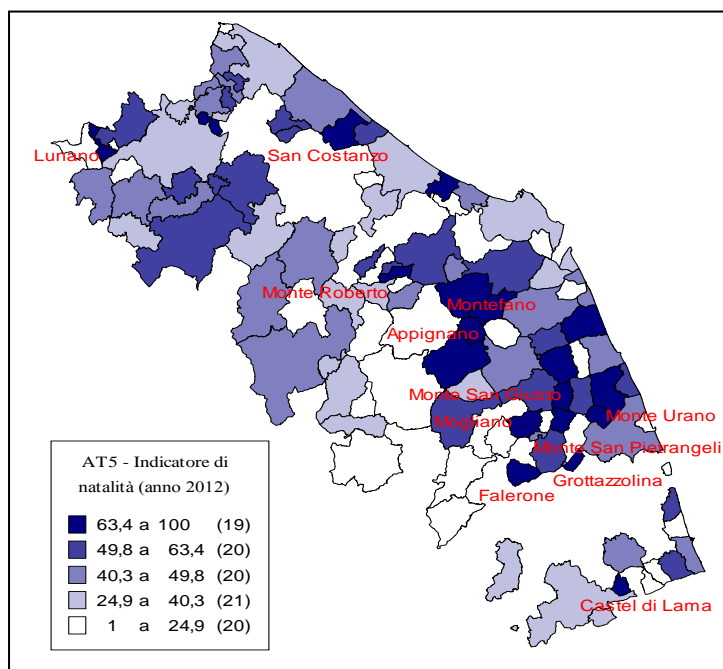 Lunano
San Costanzo
Monte Roberto
Montefano
Appignano
Monte San Giusto
Mogliano
Monte Urano
Monte San Pietrangeli
Grottazzolina
Falerone
Castel di Lama
AT5 - Indicatore di
natalità (anno 2012)
63,4 a 100 (19)
49,8 a 63,4 (20)
40,3 a 49,8 (20)
24,9 a 40,3 (21)
1 a 24,9 (20)